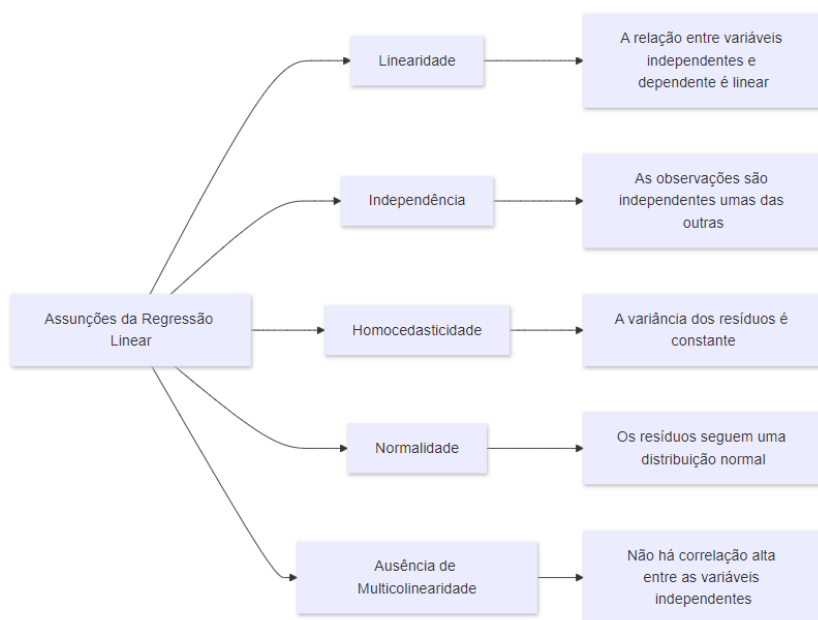 Assunções da Regressão
Linear
Linearidade
A relação entre variáveis
independentes e
dependente é linear
Independência
As observações são
independentes umas das
outras
Homocedasticidade
A variância dos resíduos é
constante
Normalidade
Os resíduos seguem uma
distribuição normal
Ausência de
Multicolinearidade
Não há correlação alta
entre as variáveis
independentes